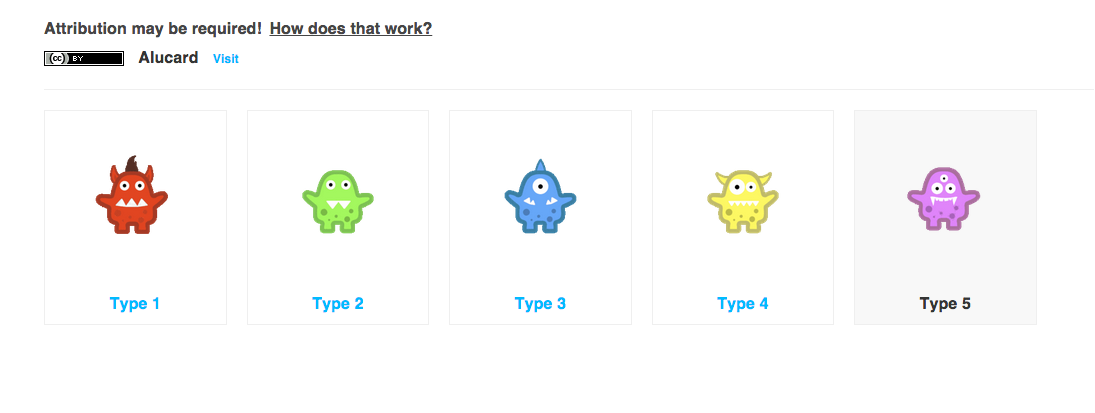 Attribution may be required! How does that work?
(cc) BY Alucard Visit
Type 1 Type 2 Type 3 Type 4 Type 5